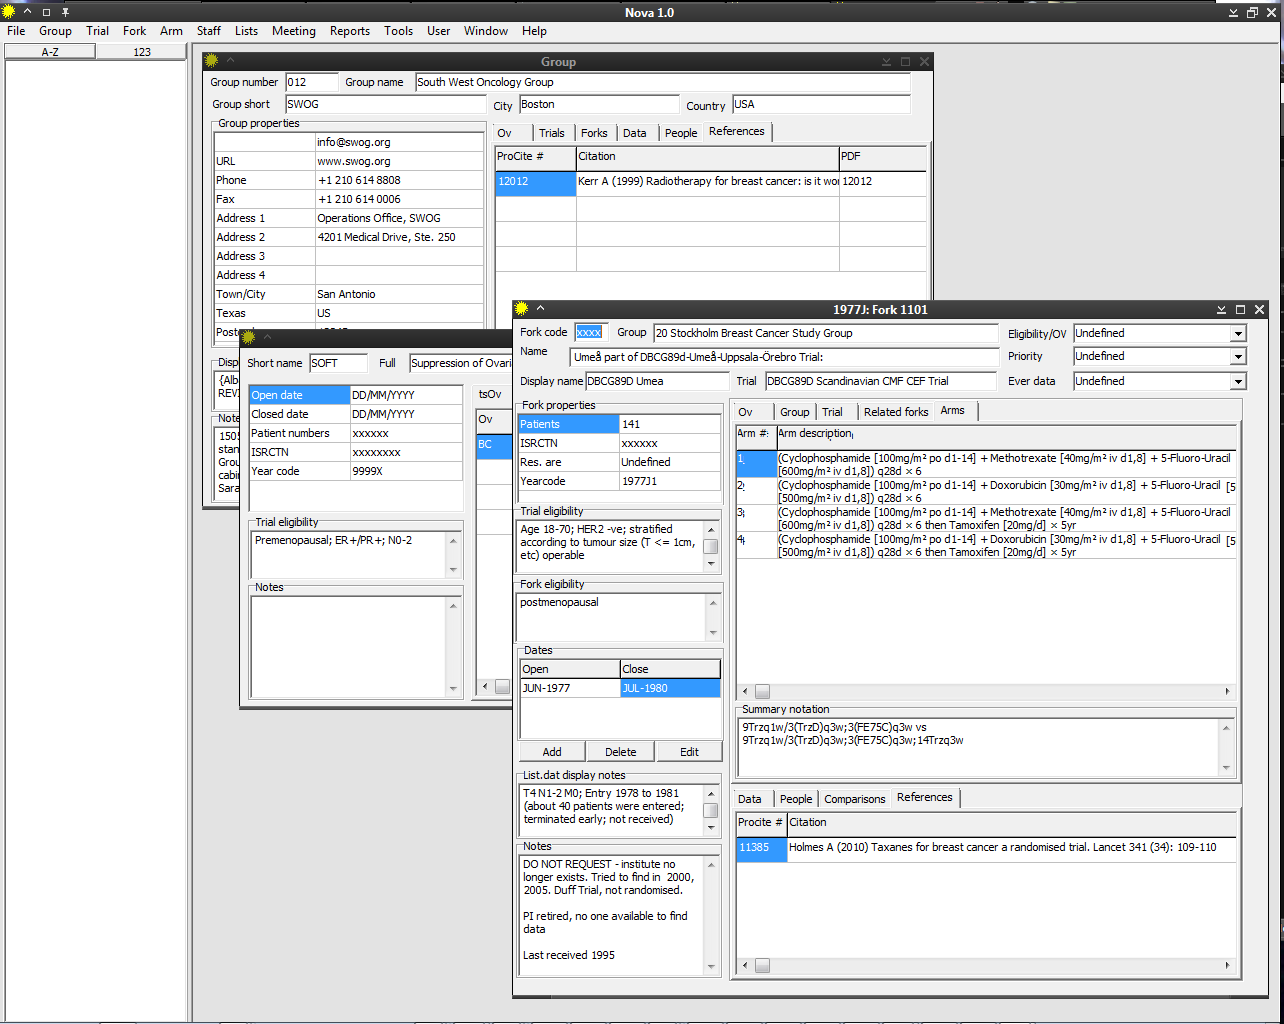 Nova 1.0
File Group Trial Fork Arm Staff Lists Meeting Reports Tools User Window Help
A-Z 123
Group
Group number 012 Group name South West Oncology Group
Group short SWOG City Boston Country USA
Group properties
info@swog.org
URL www.swog.org
Phone +1 210 614 8808
Fax +1 210 614 0006
Address 1 Operations Office, SWOG
Address 2 4201 Medical Drive, Ste. 250
Address 3
Address 4
Town/City San Antonio
Texas US
Ov Trials Forks Data People References
ProCite # Citation PDF
12012 Kerr A (1999) Radiotherapy for breast cancer: is it wo 12012
Disp
{Alb
REV:
Note
150!
stan
Grou
cabi
Sara
Short name SOFT Full Suppression of Ovari
Open date DD/MM/YYYY
Closed date DD/MM/YYYY
Patient numbers xxxxxx
ISRCTN xxxxxxxx
Year code 9999X
Trial eligibility
Premenopausal; ER+/PR+; N0-2
Notes
tsOv
Ov
BC
1977J: Fork 1101
Fork code xxxx Group 20 Stockholm Breast Cancer Study Group Eligibility/OV Undefined
Name Umeå part of DBCG89d-Umeå-Uppsala-Örebro Trial: Priority Undefined
Display name DBCG89D Umea Trial DBCG89D Scandinavian CMF CEF Trial Ever data Undefined
Fork properties
Patients 141
ISRCTN xxxxxx
Res. are Undefined
Yearcode 1977J1
Trial eligibility
Age 18-70; HER2 -ve; stratified
according to tumour size (T <= 1cm,
etc) operable
Fork eligibility
postmenopausal
Dates
Open Close
JUN-1977 JUL-1980
Add Delete Edit
List.dat display notes
T4 N1-2 M0; Entry 1978 to 1981
(about 40 patients were entered;
terminated early; not received)
Notes
DO NOT REQUEST - institute no
longer exists. Tried to find in 2000,
2005. Duff Trial, not randomised.
PI retired, no one available to find
data
Last received 1995
Ov Group Trial Related forks Arms
Arm #: Arm description
1 (Cyclophosphamide [100mg/m² po d1-14] + Methotrexate [40mg/m² iv d1,8] + 5-Fluoro-Uracil
[600mg/m² iv d1,8]) q28d × 6
2 (Cyclophosphamide [100mg/m² po d1-14] + Doxorubicin [30mg/m² iv d1,8] + 5-Fluoro-Uracil [5
[500mg/m² iv d1,8]) q28d × 6
3 (Cyclophosphamide [100mg/m² po d1-14] + Methotrexate [40mg/m² iv d1,8] + 5-Fluoro-Uracil
[600mg/m² iv d1,8]) q28d × 6 then Tamoxifen [20mg/d] × 5yr
4 (Cyclophosphamide [100mg/m² po d1-14] + Doxorubicin [30mg/m² iv d1,8] + 5-Fluoro-Uracil [5
[500mg/m² iv d1,8]) q28d × 6 then Tamoxifen [20mg/d] × 5yr
Summary notation
9Trzq1w/3(TrzD)q3w;3(FE75C)q3w vs
9Trzq1w/3(TrzD)q3w;3(FE75C)q3w;14Trzq3w
Data People Comparisons References
Procite # Citation
11385 Holmes A (2010) Taxanes for breast cancer a randomised trial. Lancet 341 (34): 109-110